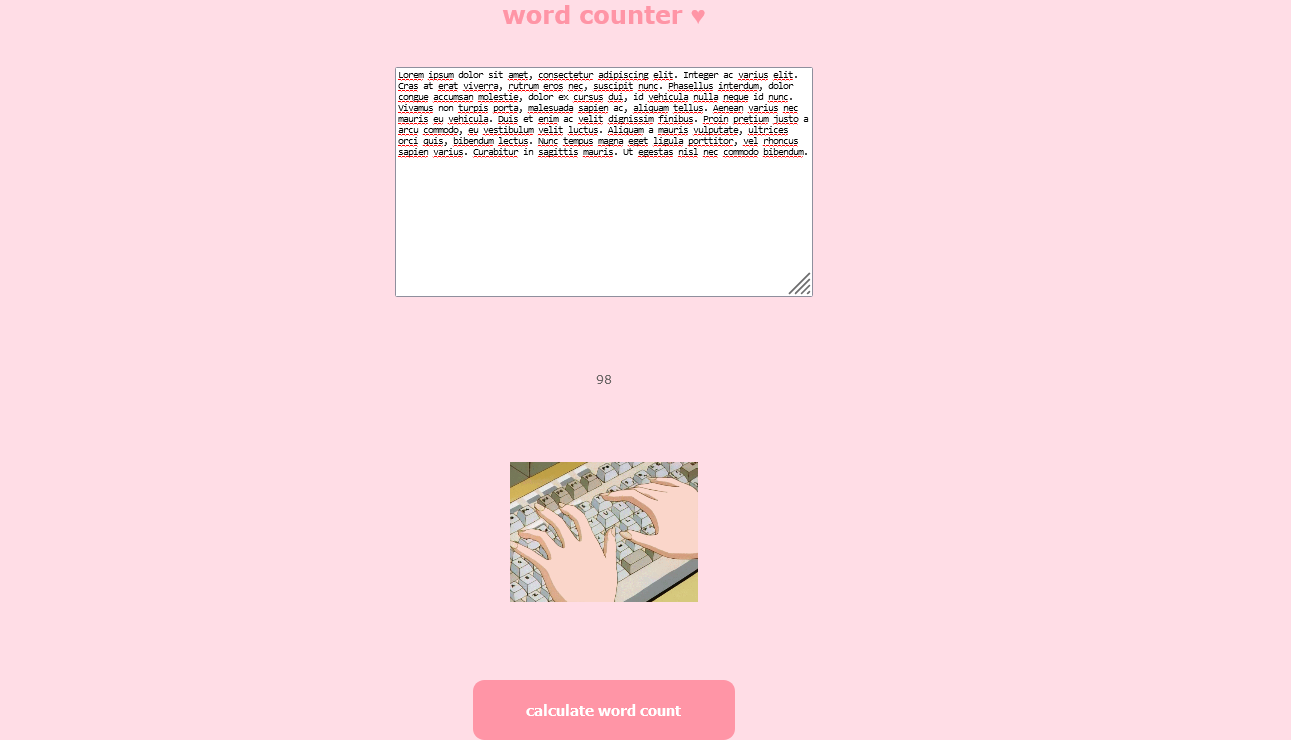 word counter ♥
Lorem ipsum dolor sit amet, consectetur adipiscing elit. Integer ac varius elit.
Cras at erat viverra, rutrum eros nec, suscipit nunc. Phasellus interdum, dolor
congue accumsan molestie, dolor ex cursus dui, id vehicula nulla neque id nunc.
Vivamus non turpis porta, malesuada sapien ac, aliquam tellus. Aenean varius nec
mauris eu vehicula. Duis et enim ac velit dignissim finibus. Proin pretium justo a
arcu commodo, eu vestibulum velit luctus. Aliquam a mauris vulputate, ultrices
orci quis, bibendum lectus. Nunc tempus magna eget ligula porttitor, vel rhoncus
sapien varius. Curabitur in sagittis mauris. Ut egestas nisl nec commodo bibendum.
98
calculate word count